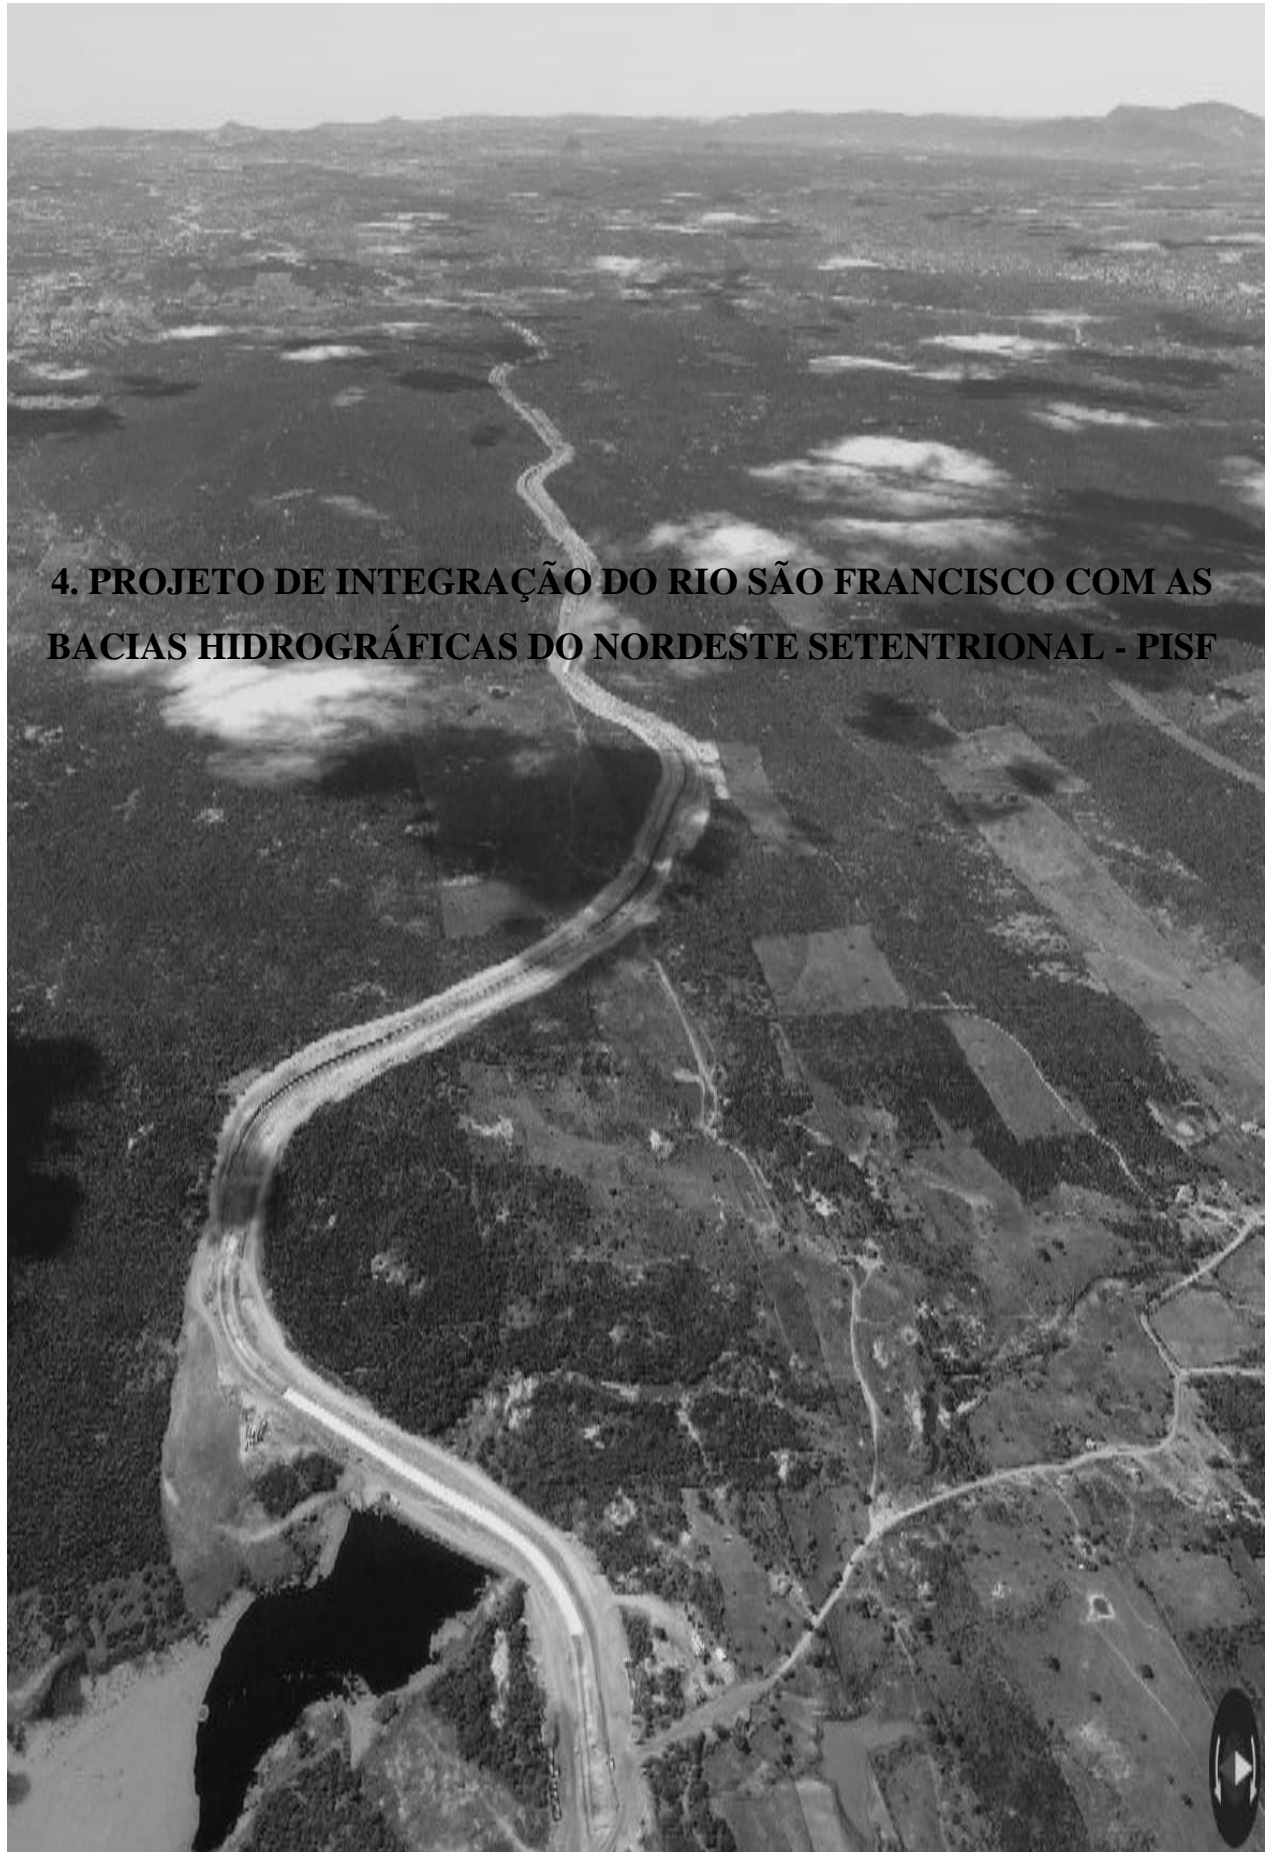 4. PROJETO DE INTEGRAÇÃO DO RIO SÃO FRANCISCO COM AS
BACIAS HIDROGRÁFICAS DO NORDESTE SETENTRIONAL - PISF